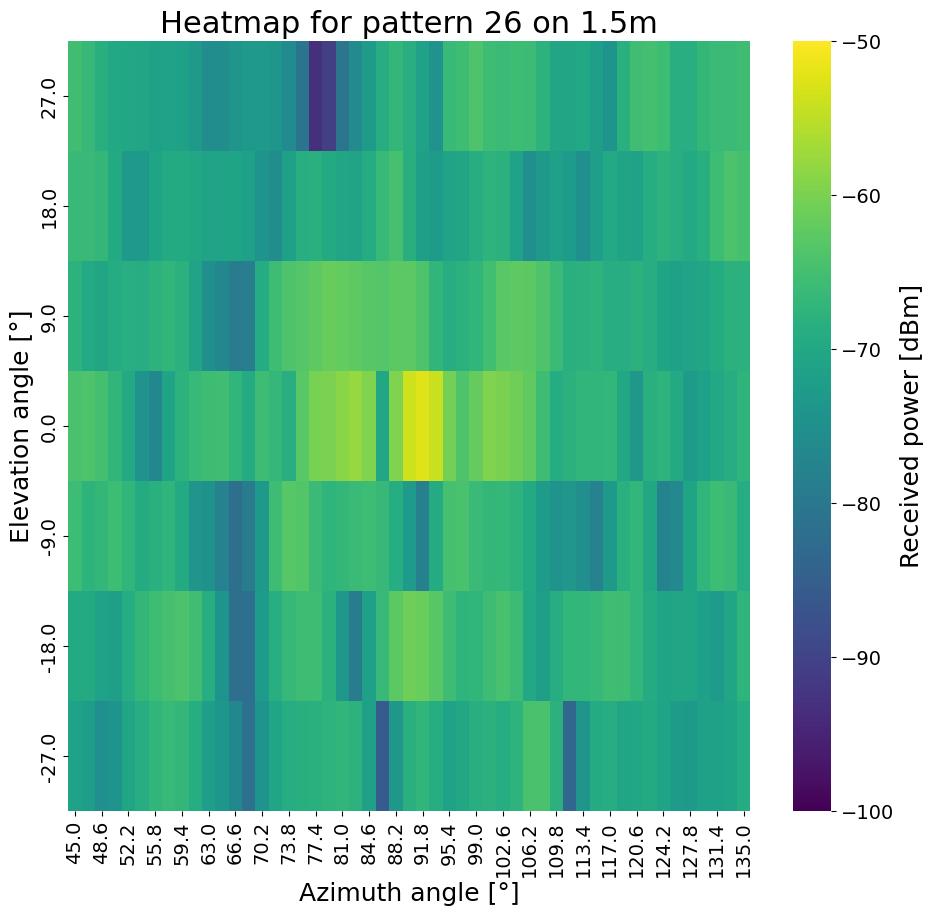 Heatmap for pattern 26 on 1.5m
Elevation angle [°]
27.0
18.0
9.0
0.0
-9.0
-18.0
-27.0
45.0 48.6 52.2 55.8 59.4 63.0 66.6 70.2 73.8 77.4 81.0 84.6 88.2 91.8 95.4 99.0 102.6 106.2 109.8 113.4 117.0 120.6 124.2 127.8 131.4 135.0
Azimuth angle [°]
−50
−60
−70
−80
−90
−100
Received power [dBm]